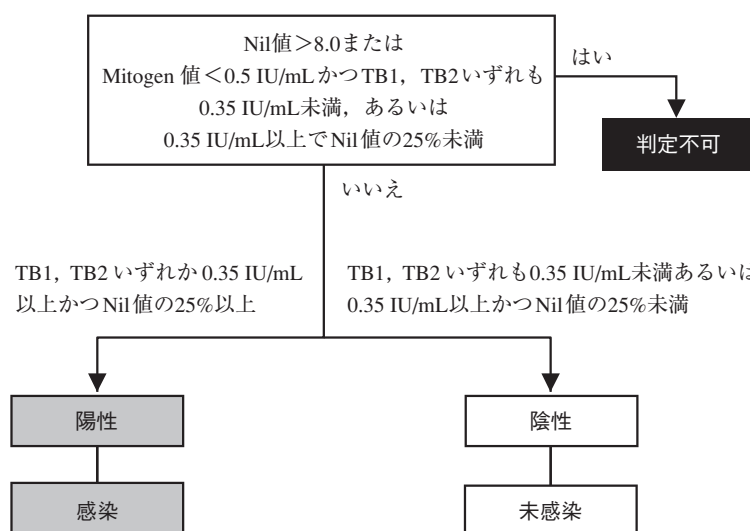 Nil値＞8.0または
Mitogen 値＜0.5 IU/mLかつTB1，TB2いずれも
0.35 IU/mL未満，あるいは
0.35 IU/mL以上でNil値の25%未満
はい
判定不可
いいえ
TB1，TB2 いずれか 0.35 IU/mL
以上かつNil値の25%以上
TB1，TB2 いずれも0.35 IU/mL未満あるいは
0.35 IU/mL以上かつNil値の25%未満
陽性
陰性
感染
未感染